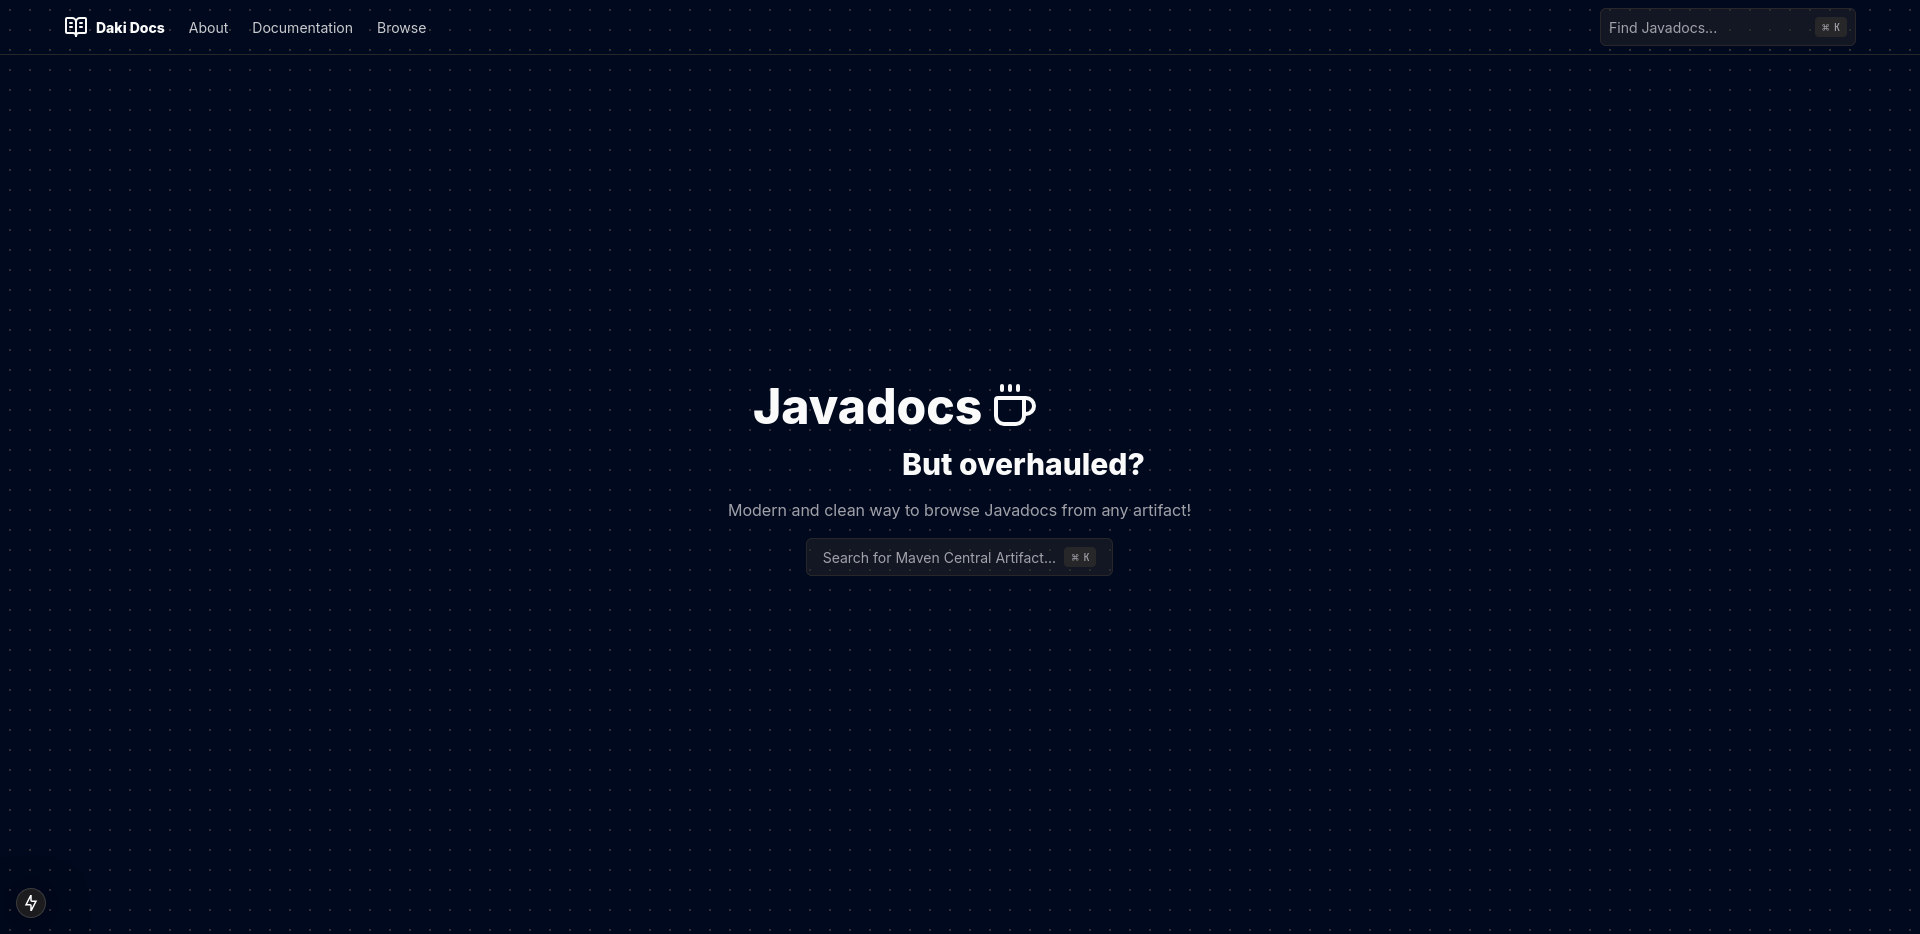 Daki Docs About Documentation Browse Find Javadocs... ⌘ K
Javadocs
But overhauled?
Modern and clean way to browse Javadocs from any artifact!
Search for Maven Central Artifact... ⌘ K